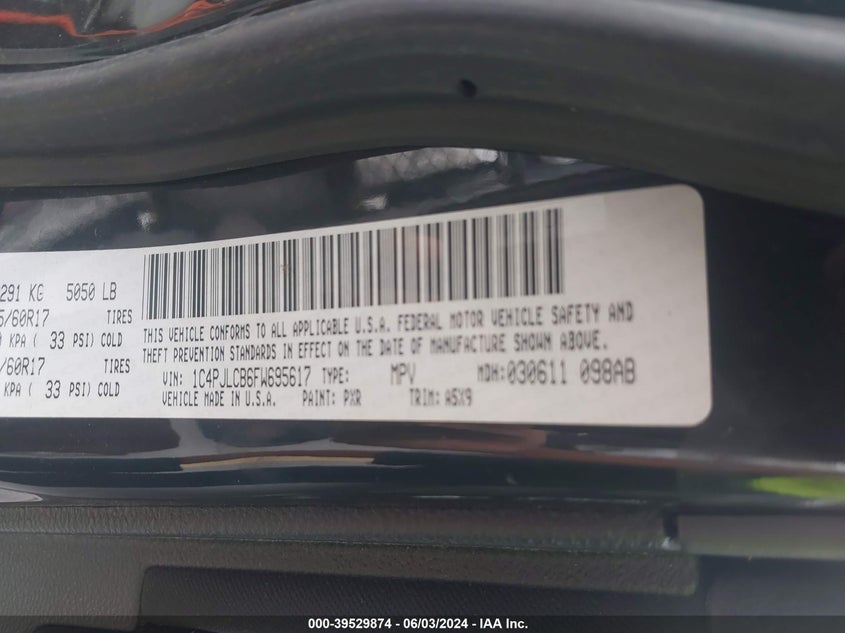 291 KG 5050 LB
/60R17 TIRES
KPA ( 33 PSI) COLD
/60R17 TIRES
KPA ( 33 PSI) COLD
THIS VEHICLE CONFORMS TO ALL APPLICABLE U.S.A. FEDERAL MOTOR VEHICLE SAFETY AND
THEFT PREVENTION STANDARDS IN EFFECT ON THE DATE OF MANUFACTURE SHOWN ABOVE.
VIN: 1C4PJLCB6FW695617 TYPE: MPV MDH:030611 098AB
VEHICLE MADE IN U.S.A. PAINT: PXR TRIM: A5X9
000-39529874 - 06/03/2024 - IAA Inc.